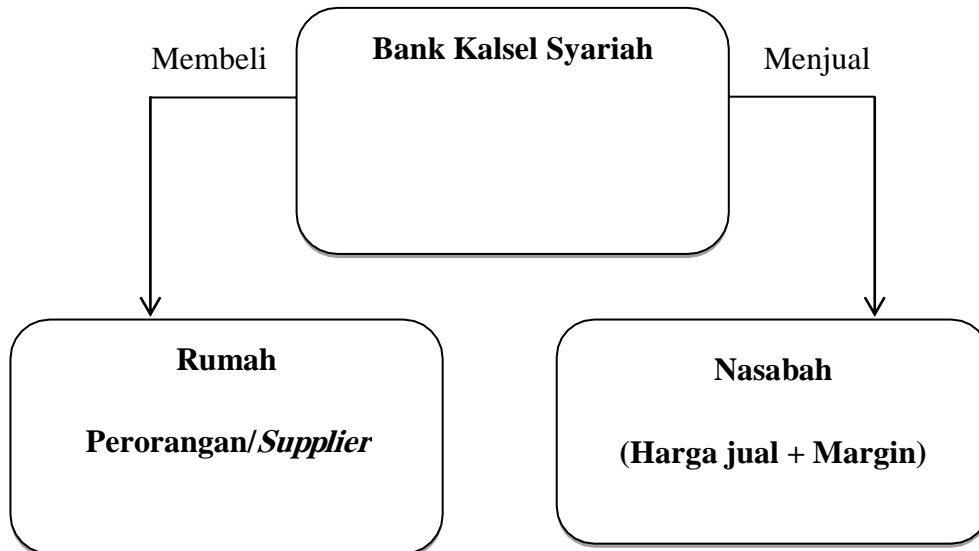 Membeli
Bank Kalsel Syariah
Menjual
Rumah
Perorangan/Supplier
Nasabah
(Harga jual + Margin)